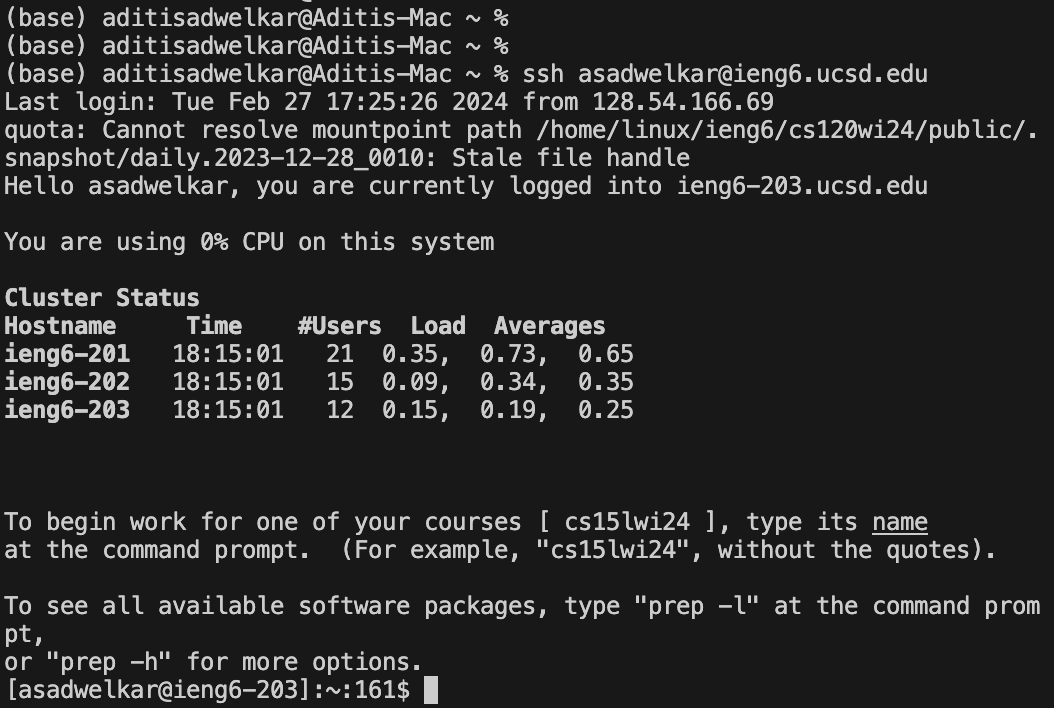 (base) aditisadwelkar@Aditis-Mac ~ %
(base) aditisadwelkar@Aditis-Mac ~ %
(base) aditisadwelkar@Aditis-Mac ~ % ssh asadwelkar@ieng6.ucsd.edu
Last login: Tue Feb 27 17:25:26 2024 from 128.54.166.69
quota: Cannot resolve mountpoint path /home/linux/ieng6/cs120wi24/public/.
snapshot/daily.2023-12-28_0010: Stale file handle
Hello asadwelkar, you are currently logged into ieng6-203.ucsd.edu
You are using 0% CPU on this system
Cluster Status
Hostname     Time    #Users  Load  Averages
ieng6-201   18:15:01   21  0.35,  0.73,  0.65
ieng6-202   18:15:01   15  0.09,  0.34,  0.35
ieng6-203   18:15:01   12  0.15,  0.19,  0.25
To begin work for one of your courses [ cs15lwi24 ], type its name
at the command prompt.  (For example, "cs15lwi24", without the quotes).
To see all available software packages, type "prep -l" at the command prom
pt,
or "prep -h" for more options.
[asadwelkar@ieng6-203]:~:161$